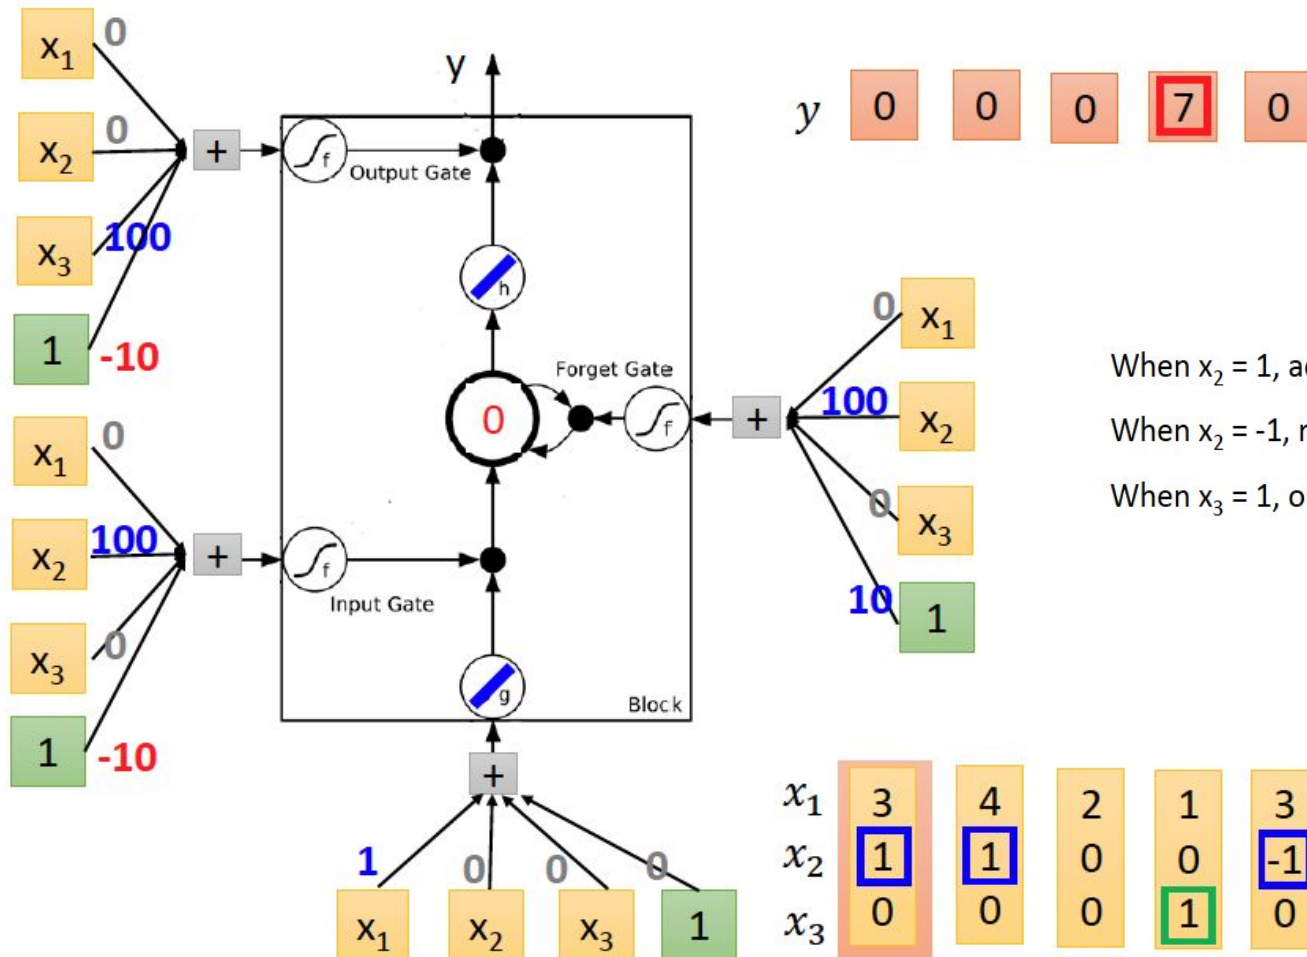 x₁ 0
x₂ 0
x₃ 100
1 -10
+
f
Output Gate
y
h
0
Forget Gate
f
+
0 x₁
100 x₂
0 x₃
10 1
x₁ 0
x₂ 100
x₃ 0
1 -10
+
f
Input Gate
g
Block
+
1 0 0 0
x₁ x₂ x₃ 1
y 0 0 0 7 0
When x₂ = 1, a
When x₂ = -1, r
When x₃ = 1, o
x₁ 3 4 2 1 3
x₂ 1 1 0 0 -1
x₃ 0 0 0 1 0